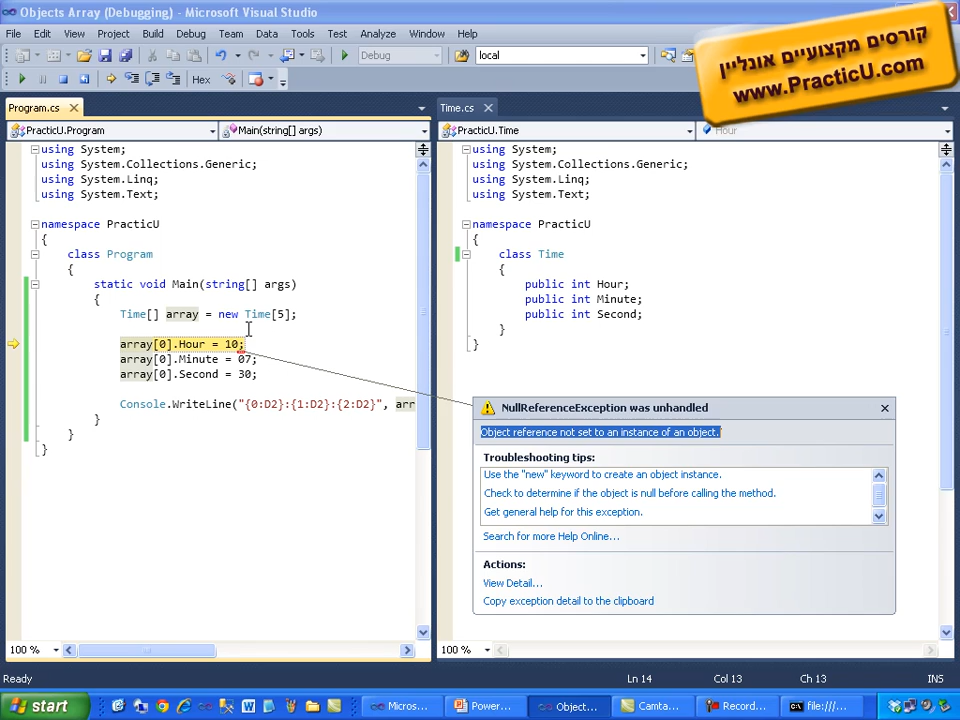 Objects Array (Debugging) - Microsoft Visual Studio
קורסים מקצועיים אונליין
www.PracticU.com
File Edit View Project Build Debug Team Data Tools Test Analyze Window Help
Debug local
Hex
Program.cs
Time.cs
PracticU.Program Main(string[] args)
PracticU.Time Hour
using System;
using System.Collections.Generic;
using System.Linq;
using System.Text;
namespace PracticU
{
class Program
{
static void Main(string[] args)
{
Time[] array = new Time[5];
array[0].Hour = 10;
array[0].Minute = 07;
array[0].Second = 30;
Console.WriteLine("{0:D2}:{1:D2}:{2:D2}", arr
}
}
}
using System;
using System.Collections.Generic;
using System.Linq;
using System.Text;
namespace PracticU
{
class Time
{
public int Hour;
public int Minute;
public int Second;
}
}
NullReferenceException was unhandled
Object reference not set to an instance of an object.
Troubleshooting tips:
Use the "new" keyword to create an object instance.
Check to determine if the object is null before calling the method.
Get general help for this exception.
Search for more Help Online...
Actions:
View Detail...
Copy exception detail to the clipboard
100 %
100 %
Ready Ln 14 Col 13 Ch 13 INS
start Micros... Power... Object... Camta... Record... file:///...